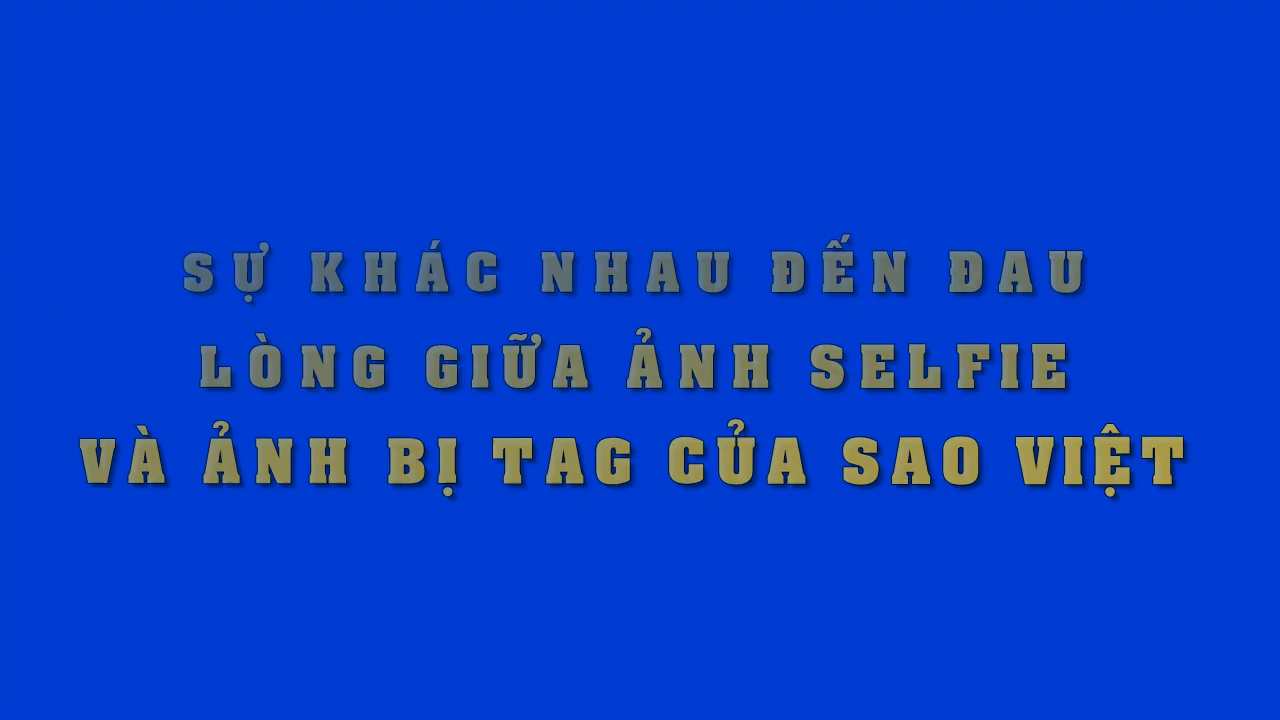 SỰ KHÁC NHAU ĐẾN ĐAU
LÒNG GIỮA ẢNH SELFIE
VÀ ẢNH BỊ TAG CỦA SAO VIỆT